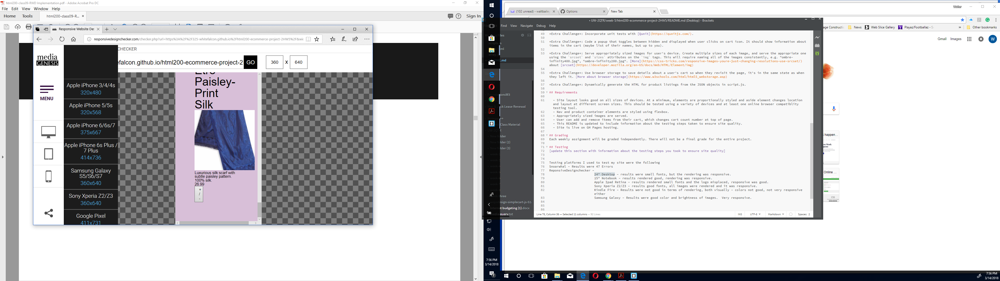 html200-class09-RWD Implementation.pdf - Adobe Acrobat Pro DC
File Edit View Window Help
Home Tools html200-class09-R... × Sign In
Responsive Website Des
responsivedesignchecker.com/checker.php?url=https%3A%2F%2F325-whitefalcon.github.io%2Fhtml200-ecommerce-project-2HW5%2F&wid
media
GENESIS
MENU
CHECKER
efalcon.github.io/html200-ecommerce-project-2 GO 360 X 640
Apple iPhone 3/4/4s
320x480
Apple iPhone 5/5s
320x568
Apple iPhone 6/6s/7
375x667
Apple iPhone 6s Plus /
7 Plus
414x736
Samsung Galaxy
S5/S6/S7
360x640
Sony Xperia Z2/Z3
360x640
Google Pixel
411x731
Etro
Paisley-
Print
Silk
Luxurious silk scarf with
subtle paisley pattern.
100% silk.
26.99
+
/
-
7:56 PM
3/14/2018
(102 unread) - waltbailey
Options
New Tab
Walter
• UW-2QTR/week-5/html200-ecommerce-project-2HW5/README.md (Desktop) - Brackets
Find View Navigate Debug Help
49 *Extra Challenge*: Incorporate unit tests with [Qunit](https://qunitjs.com/).
50
51 *Extra Challenge*: Code a popup that toggles between hidden and displayed when user clicks on cart icon. It should show information about
items in the cart (maybe list of their names, but up to you).
52
53 *Extra Challenge*: Serve appropriately sized images for user's device. Create multiple sizes of each image, and serve the appropriate one
using the `srcset` and `sizes` attributes on the `img` tags. This will require naming all of the images consistently, e.g. "ombre-
infinity400.jpg", "ombre-infinity200.jpg". [More](https://css-tricks.com/responsive-images-youre-just-changing-resolutions-use-srcset/)
about [srcset](https://developer.mozilla.org/en-US/docs/Web/HTML/Element/img)
54
55 *Extra Challenge*: Use browser storage to save details about a user's cart so when they revisit the page, it's in the same state as when
they left it. [More about browser storage](https://www.w3schools.com/html/html5_webstorage.asp)
56
57 *Extra Challenge*: Dynamically generate the HTML for product listings from the JSON objects in script.js.
58
59 ## Requirements
60
61 - Site layout looks good on all sizes of devices. At a minimum, elements are proportionally styled and aside element changes location
and layout at different screen sizes. This should be tested using a variety of devices and at least one online browser compatiblity
testing tool.
62 - Nav and product container elements are styled using flexbox.
63 - Appropriately sized images are served.
64 - User can add and remove items from their cart, which changes cart count number at top of page.
65 - This README is updated to include information about the testing steps taken to ensure site quality.
66 - Site is live on GH Pages hosting.
67
68 ## Grading
69 Each weekly assignment will be graded independently. There will not be a final grade for the entire project.
70
71 ## Testing
72 [update this section with information about the testing steps you took to ensure site quality]
73
74
75 Testing platforms I used to test my site were the following
76 Snoarwhal - Results were 47 Errors
77 ReponsiveDesignchecker -
78 24" Desktop - results were small fonts, but the rendering was responsive.
79 15" Notebook - results rendered good, rendering was responsive.
80 Apple Ipad Retina - results rendered small fonts and the logo misplaced, responsive was good.
81 Sony Xperia Z2/Z3 - results good fonts, all images were rendered and it was responsive.
82 Kindle Fire - Results were not good in terms of rendering, both visually - colors not good, not very responsive
either
83 Samsung Galaxy - Results were good color and brightness of images. Very responsive.
84
85
86
Line 78, Column 36 — Selected 11 columns — 92 Lines INS UTF-8 Markdown Spaces: 2
News Web Slice Gallery Playaz/Footballaz - S Other bookmarks
Gmail Images W
7:56 PM
3/14/2018